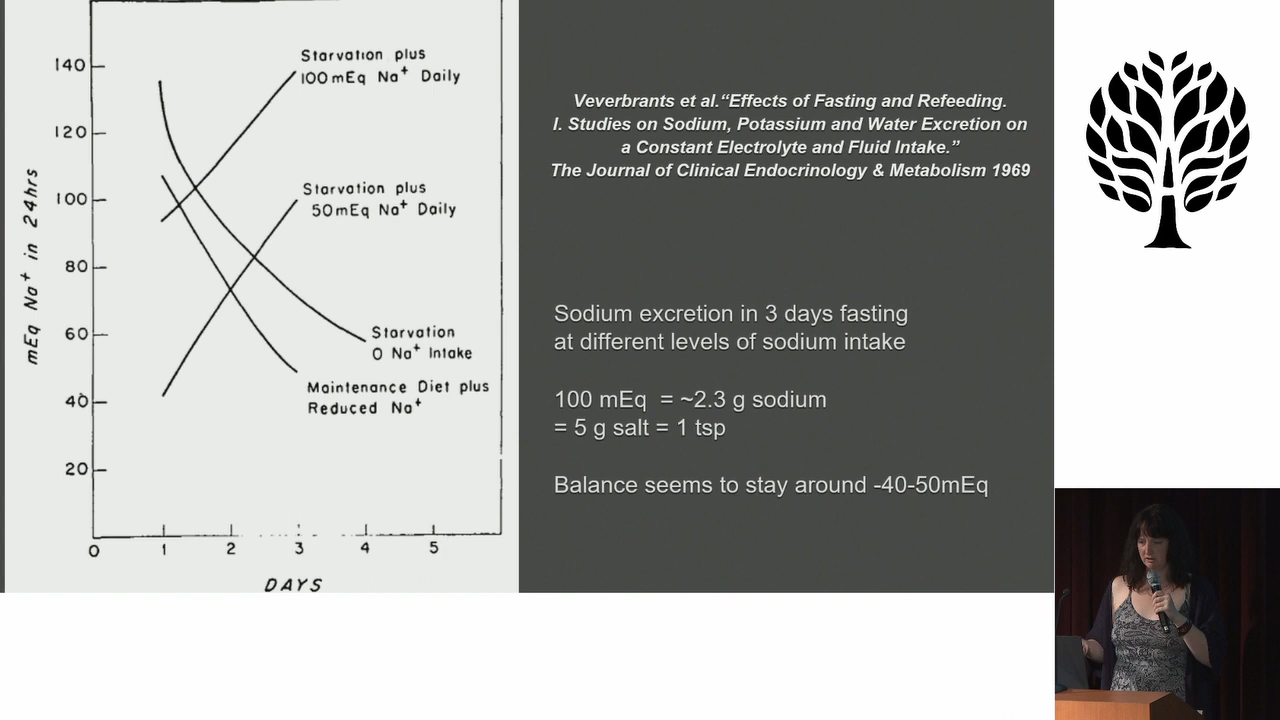 140
120
100
80
60
40
20
0
1
2
3
4
5
mEq Na+ in 24hrs
DAYS
Starvation plus
100 mEq Na+ Daily
Starvation plus
50 mEq Na+ Daily
Starvation
0 Na+ Intake
Maintenance Diet plus
Reduced Na+
Veverbrants et al.“Effects of Fasting and Refeeding.
I. Studies on Sodium, Potassium and Water Excretion on
a Constant Electrolyte and Fluid Intake.”
The Journal of Clinical Endocrinology & Metabolism 1969
Sodium excretion in 3 days fasting
at different levels of sodium intake
100 mEq = ~2.3 g sodium
= 5 g salt = 1 tsp
Balance seems to stay around -40-50mEq